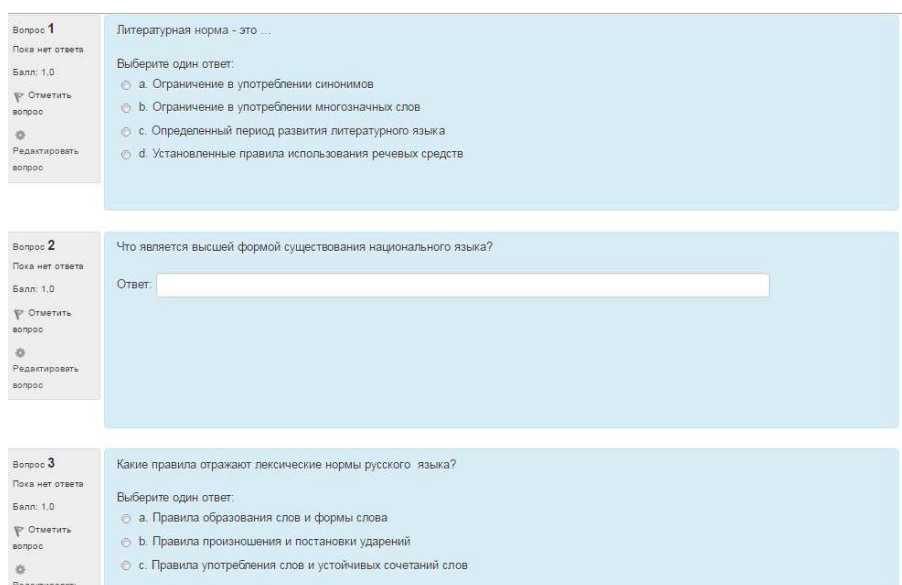 Вопрос 1
Пока нет ответа
Балл: 1,0
Отметить
вопрос
Редактировать
вопрос
Литературная норма - это ...
Выберите один ответ:
a. Ограничение в употреблении синонимов
b. Ограничение в употреблении многозначных слов
c. Определенный период развития литературного языка
d. Установленные правила использования речевых средств
Вопрос 2
Пока нет ответа
Балл: 1,0
Отметить
вопрос
Редактировать
вопрос
Что является высшей формой существования национального языка?
Ответ:
Вопрос 3
Пока нет ответа
Балл: 1,0
Отметить
вопрос
Редактировать
Какие правила отражают лексические нормы русского языка?
Выберите один ответ:
a. Правила образования слов и формы слова
b. Правила произношения и постановки ударений
c. Правила употребления слов и устойчивых сочетаний слов